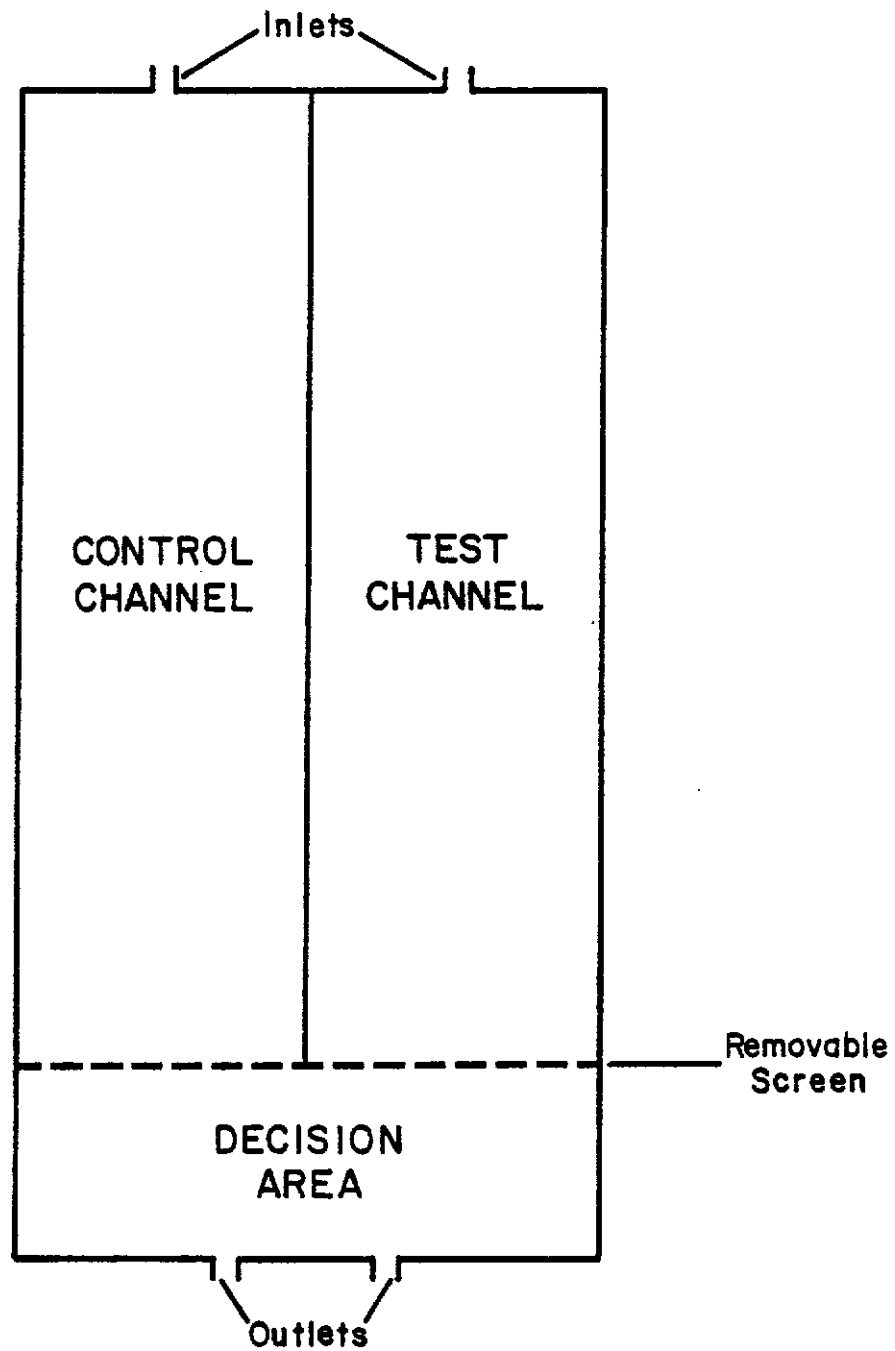 Inlets
CONTROL
CHANNEL
TEST
CHANNEL
Removable
Screen
DECISION
AREA
Outlets